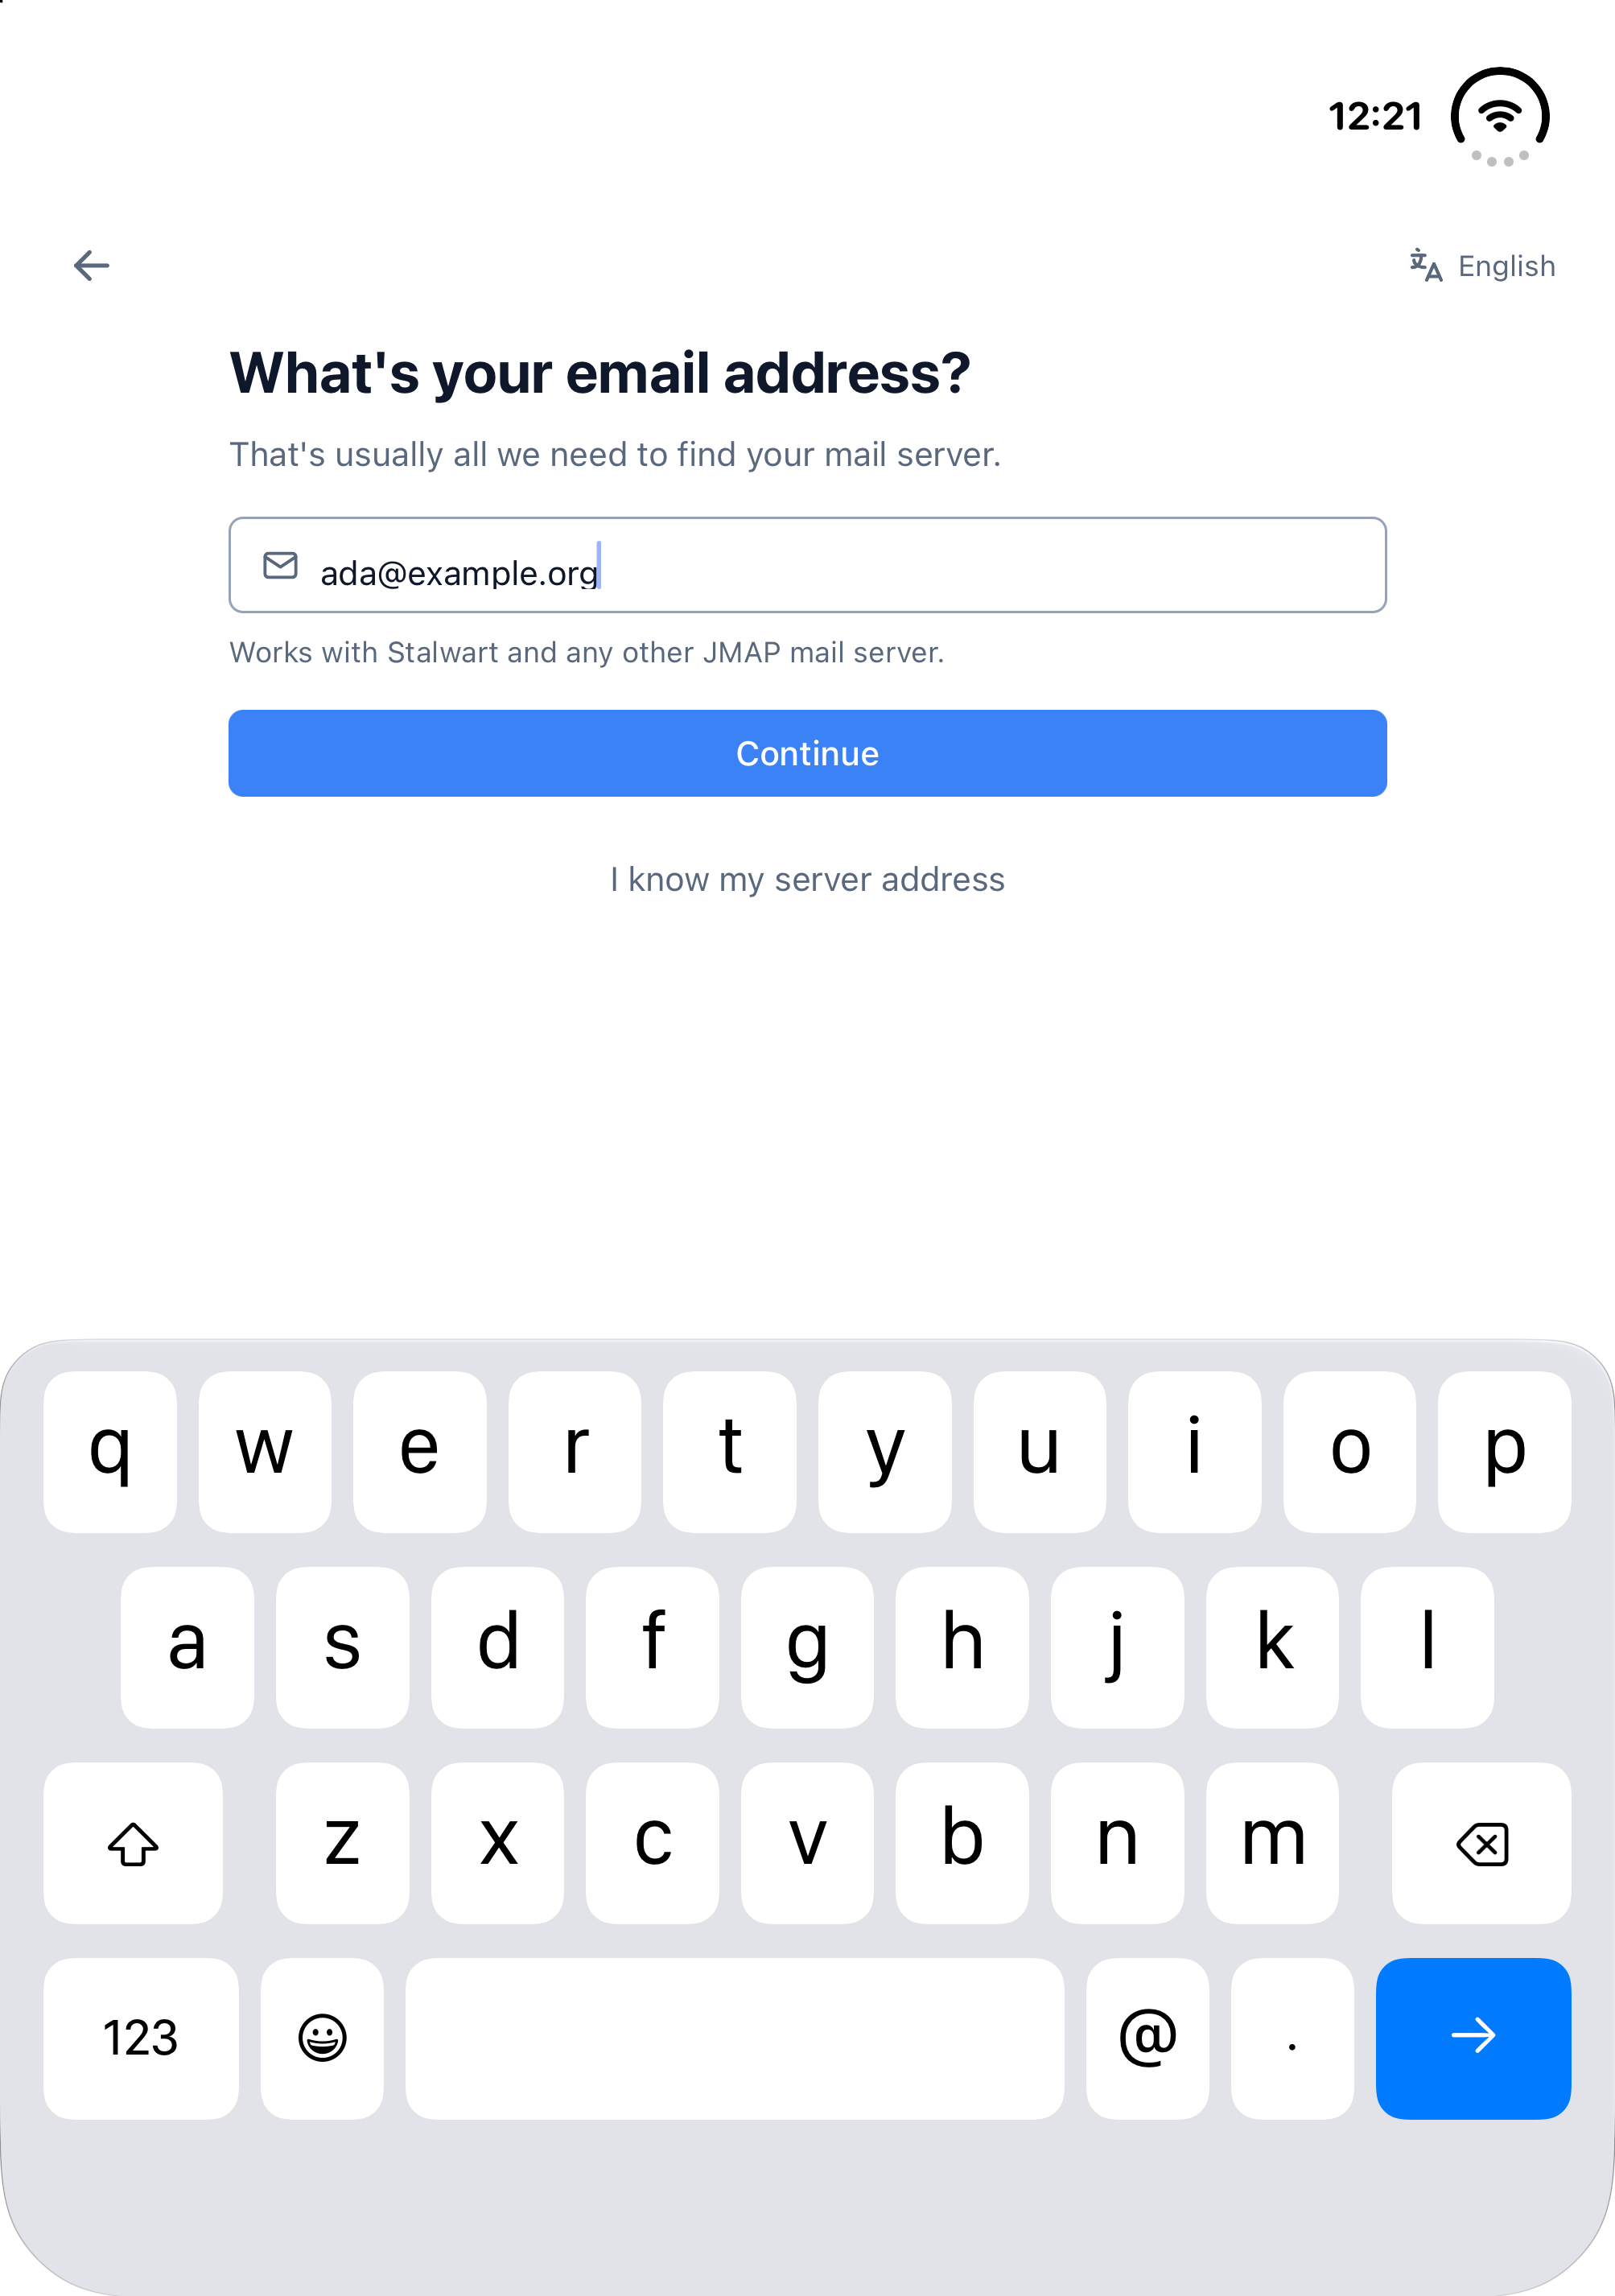 12:21
English
What's your email address?
That's usually all we need to find your mail server.
ada@example.org
Works with Stalwart and any other JMAP mail server.
Continue
I know my server address
q w e r t y u i o p
a s d f g h j k l
z x c v b n m
123 @ .